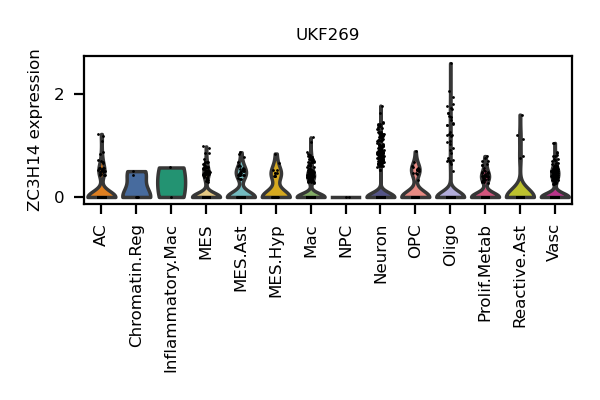 UKF269
ZC3H14 expression
2
0
AC
Chromatin.Reg
Inflammatory.Mac
MES
MES.Ast
MES.Hyp
Mac
NPC
Neuron
OPC
Oligo
Prolif.Metab
Reactive.Ast
Vasc